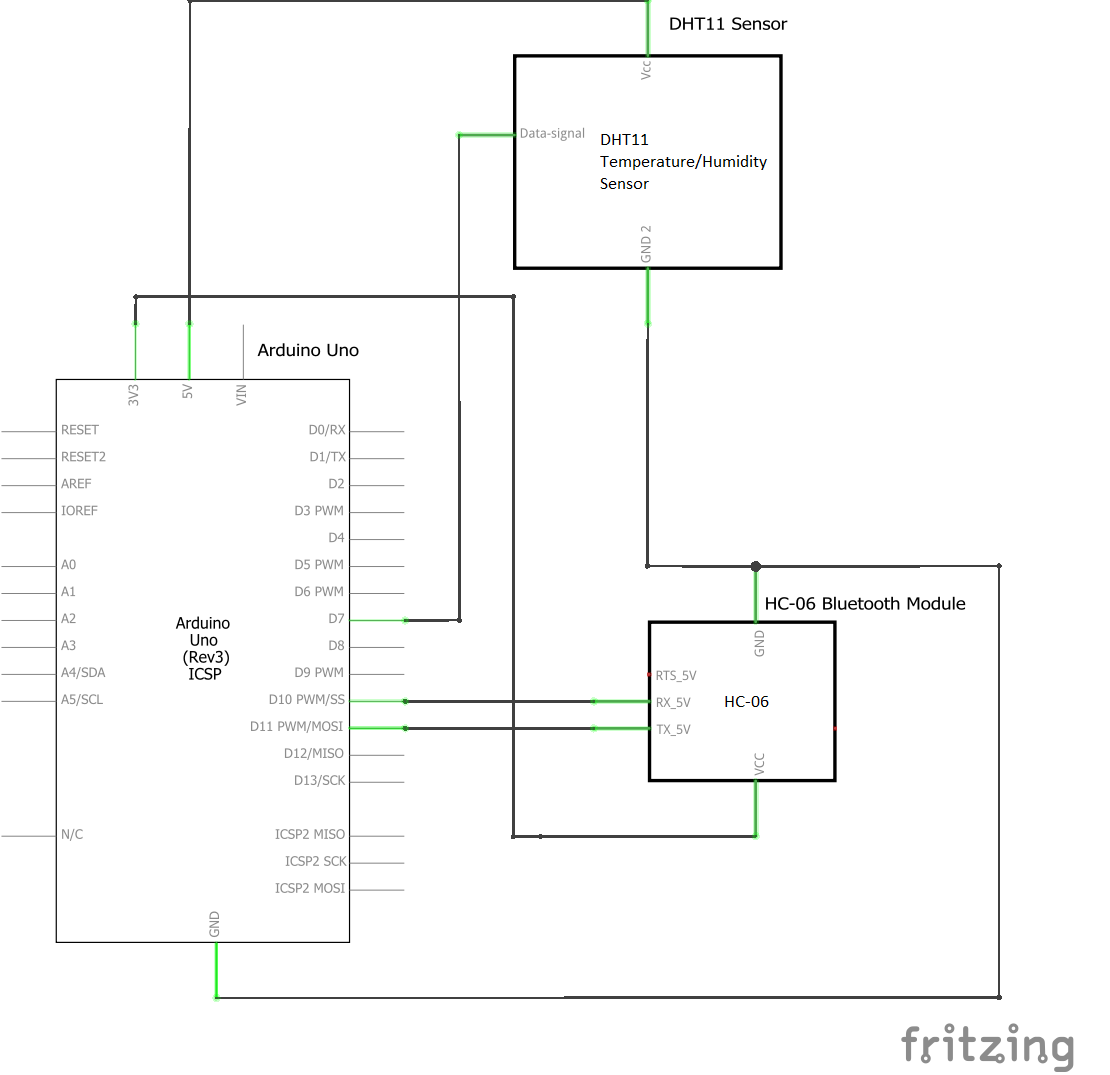 DHT11 Sensor
Vcc
Data-signal
DHT11
Temperature/Humidity
Sensor
GND 2
Arduino Uno
3V3
5V
VIN
RESET
RESET2
AREF
IOREF
A0
A1
A2
A3
A4/SDA
A5/SCL
N/C
Arduino
Uno
(Rev3)
ICSP
D0/RX
D1/TX
D2
D3 PWM
D4
D5 PWM
D6 PWM
D7
D8
D9 PWM
D10 PWM/SS
D11 PWM/MOSI
D12/MISO
D13/SCK
ICSP2 MISO
ICSP2 SCK
ICSP2 MOSI
GND
HC-06 Bluetooth Module
GND
RTS_5V
RX_5V
TX_5V
HC-06
VCC
fritzing